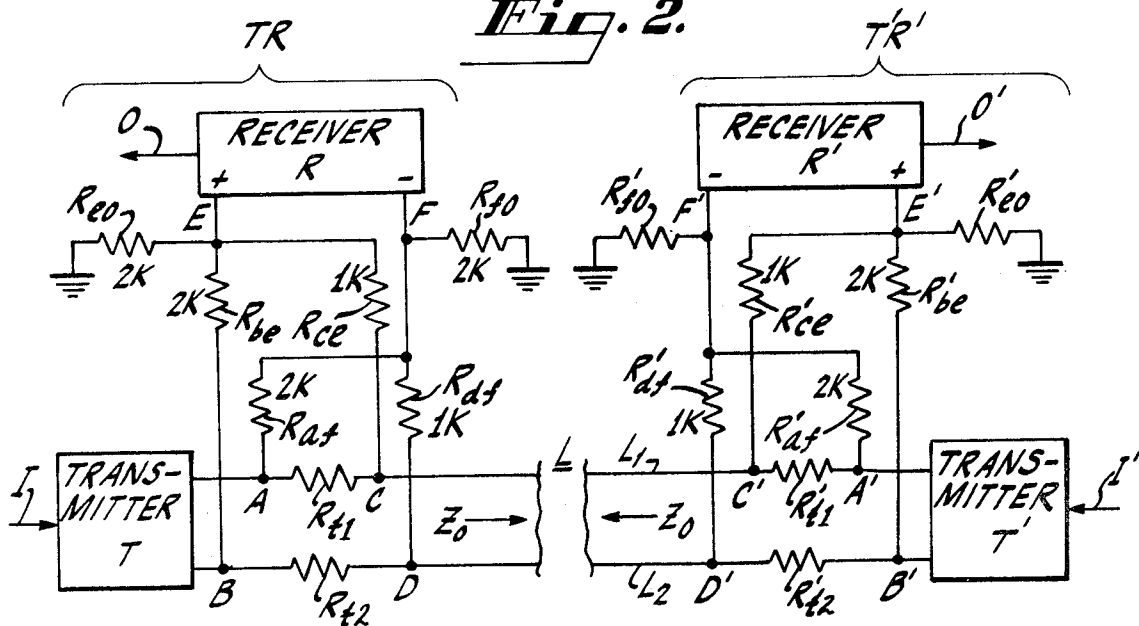 Fig. 2.
TR
T'R'
O
RECEIVER
R
+ -
RECEIVER
R'
- +
O'
Reo
2K
E
F
Rfo
2K
R'fo
F'
E'
R'eo
2K
Rbe
1K
Rce
1K
R'ce
2K
R'be
2K
Raf
Rdf
1K
R'df
1K
2K
R'af
I
TRANS-
MITTER
T
A
Rt1
C
L
L1
C'
R't1
A'
Zo
Zo
B
Rt2
D
L2
D'
R't2
B'
TRANS-
MITTER
T'
I'